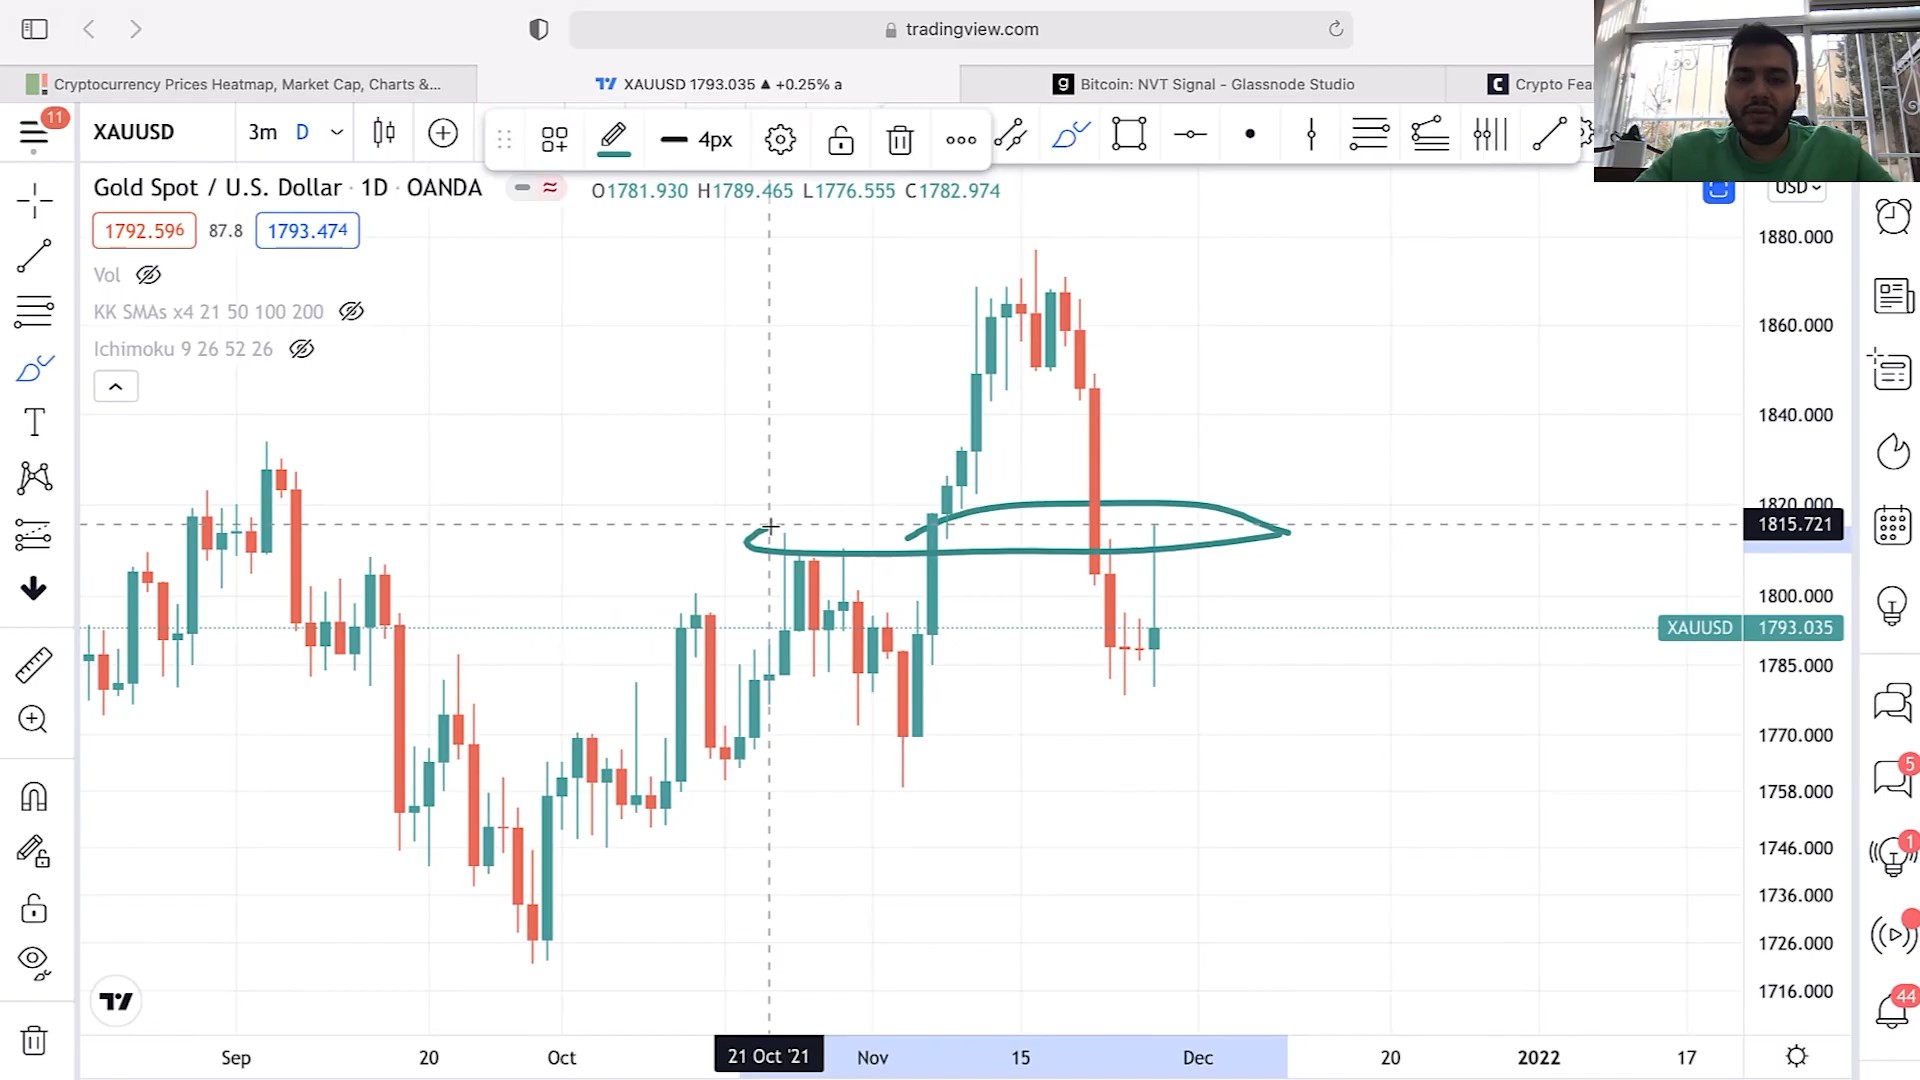 tradingview.com
Cryptocurrency Prices Heatmap, Market Cap, Charts &...
XAUUSD 1793.035 ▲ +0.25% a
Bitcoin: NVT Signal – Glassnode Studio
Crypto Fea
11
XAUUSD
3m
D
4px
Gold Spot / U.S. Dollar · 1D · OANDA
O1781.930 H1789.465 L1776.555 C1782.974
USD
1792.596
87.8
1793.474
Vol
KK SMAs x4 21 50 100 200
Ichimoku 9 26 52 26
1880.000
1860.000
1840.000
1820.000
1815.721
1800.000
XAUUSD 1793.035
1785.000
1770.000
1758.000
1746.000
1736.000
1726.000
1716.000
5
1
44
Sep
20
Oct
21 Oct '21
Nov
15
Dec
20
2022
17